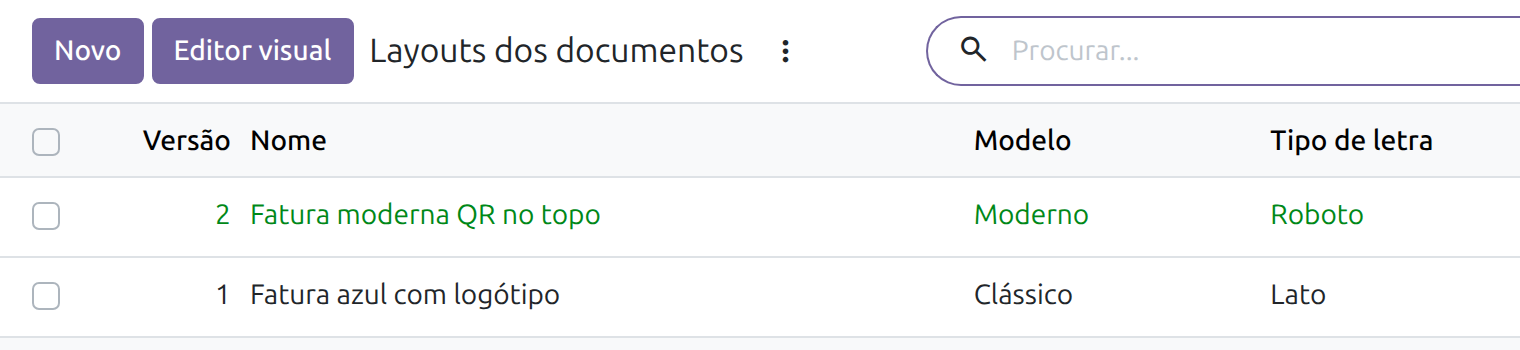 Novo Editor visual Layouts dos documentos Procurar...
Versão Nome Modelo Tipo de letra
2 Fatura moderna QR no topo Moderno Roboto
1 Fatura azul com logótipo Clássico Lato